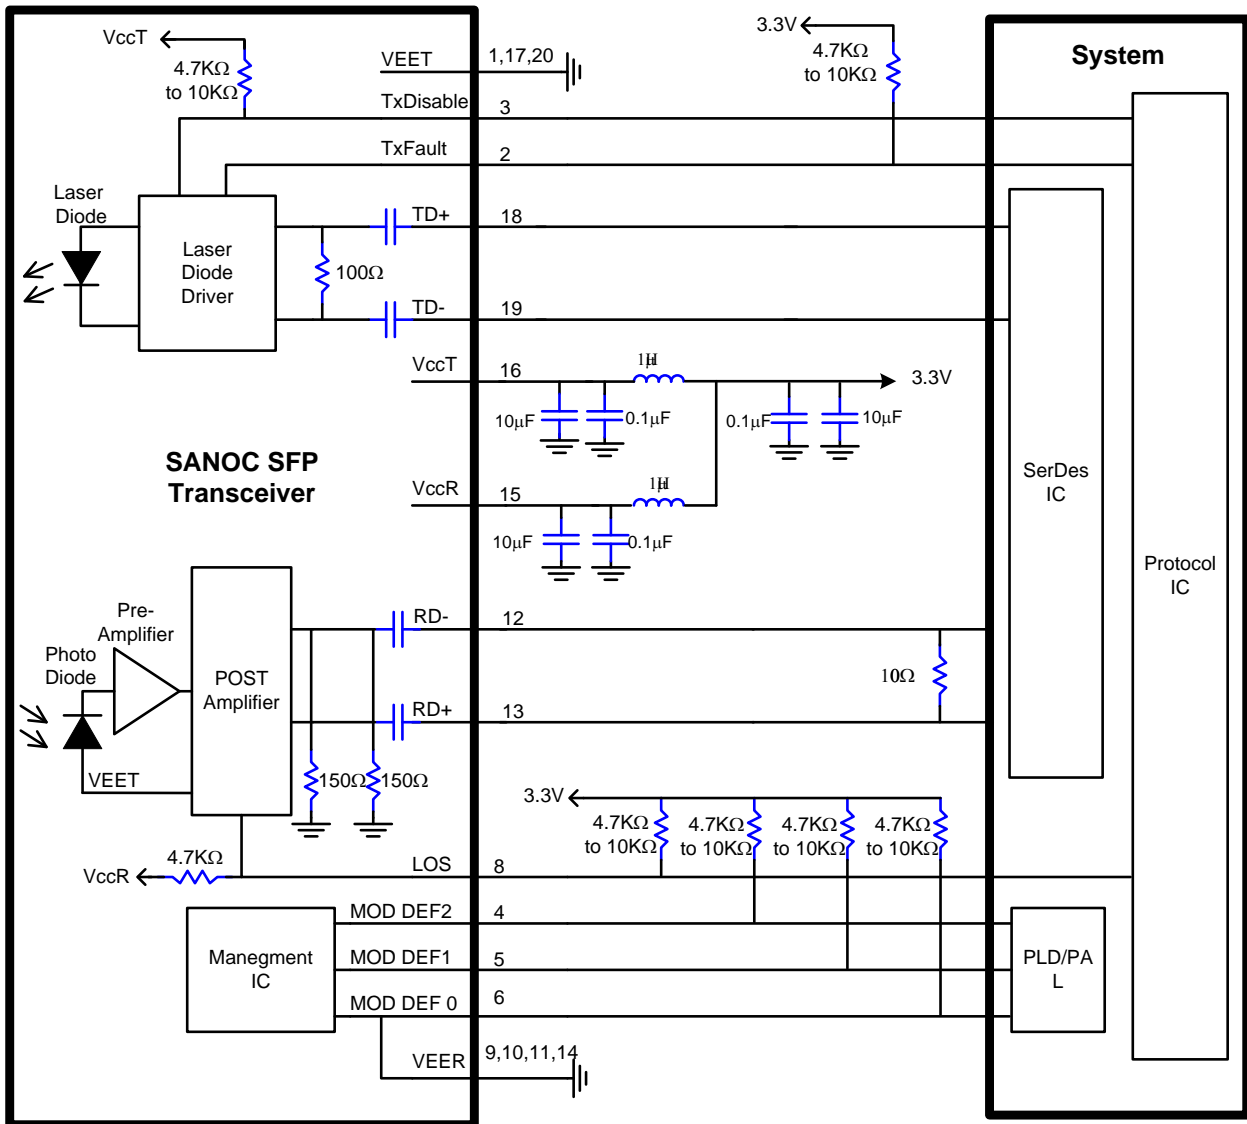 VccT
4.7KΩ
to 10KΩ
VEET
1,17,20
3.3V
4.7KΩ
to 10KΩ
System
TxDisable
3
TxFault
2
Laser
Diode
Laser
Diode
Driver
TD+
18
100Ω
TD-
19
VccT
16
1µH
3.3V
10µF
0.1µF
0.1µF
10µF
SANOC SFP
Transceiver
SerDes
IC
VccR
15
1µH
10µF
0.1µF
Protocol
IC
Pre-
Amplifier
Photo
Diode
POST
Amplifier
RD-
12
10Ω
RD+
13
VEET
150Ω
150Ω
3.3V
4.7KΩ
to 10KΩ
4.7KΩ
to 10KΩ
4.7KΩ
to 10KΩ
4.7KΩ
to 10KΩ
4.7KΩ
VccR
LOS
8
MOD DEF2
4
Manegment
IC
MOD DEF1
5
PLD/PA
L
MOD DEF 0
6
VEER
9,10,11,14